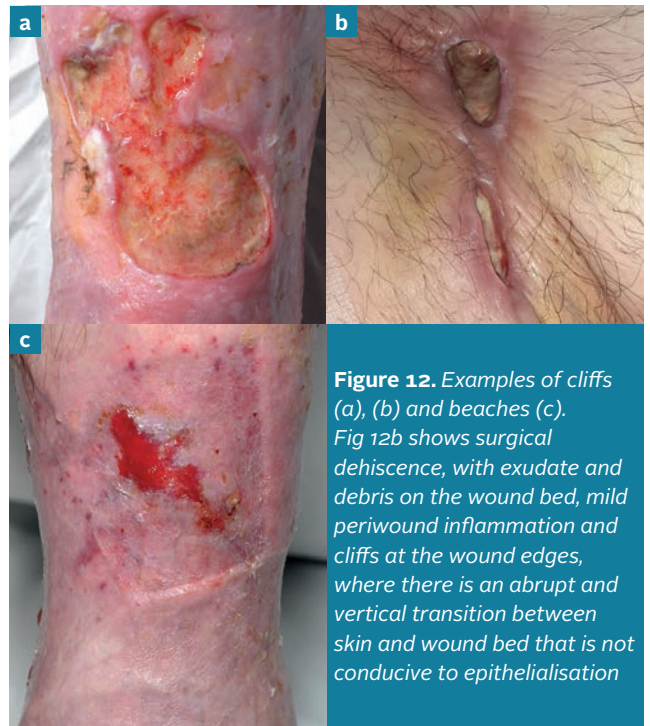 a
b
c
Figure 12. Examples of cliffs
(a), (b) and beaches (c).
Fig 12b shows surgical
dehiscence, with exudate and
debris on the wound bed, mild
periwound inflammation and
cliffs at the wound edges,
where there is an abrupt and
vertical transition between
skin and wound bed that is not
conducive to epithelialisation